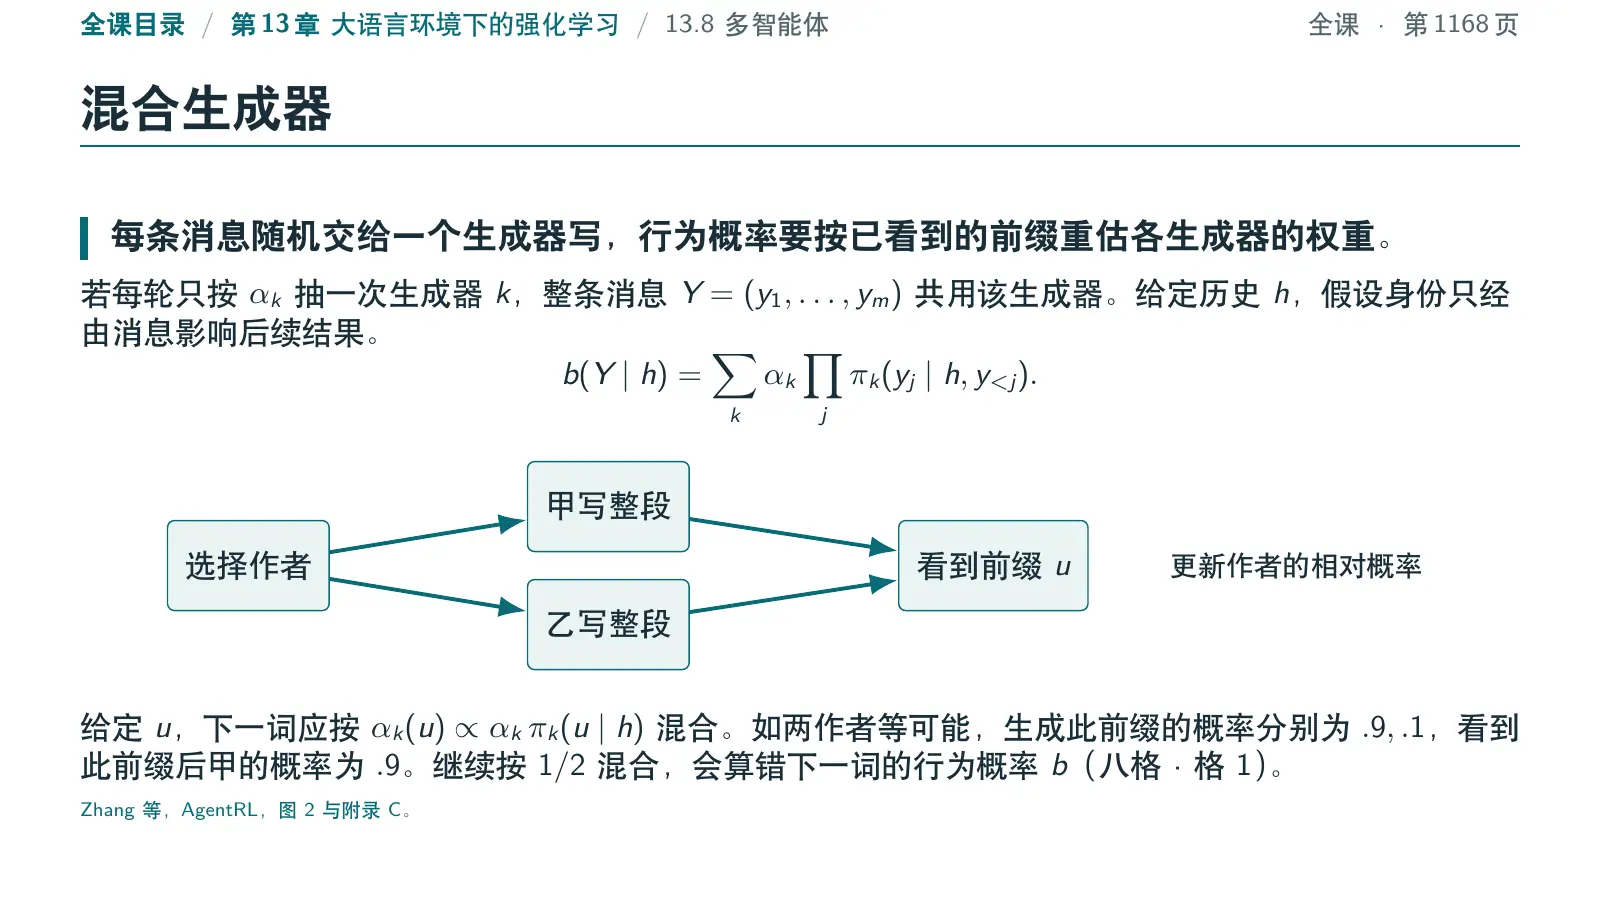 全课目录 / 第13章 大语言环境下的强化学习 / 13.8 多智能体
全课 · 第1168页
混合生成器
每条消息随机交给一个生成器写，行为概率要按已看到的前缀重估各生成器的权重。
若每轮只按 αₖ 抽一次生成器 k，整条消息 Y = (y₁, . . . , yₘ) 共用该生成器。给定历史 h，假设身份只经
由消息影响后续结果。
b(Y | h) = ∑ₖ αₖ ∏ⱼ πₖ(yⱼ | h, y<ⱼ).
甲写整段
选择作者
看到前缀 u
更新作者的相对概率
乙写整段
给定 u，下一词应按 αₖ(u) ∝ αₖ πₖ(u | h) 混合。如两作者等可能，生成此前缀的概率分别为 .9, .1，看到
此前缀后甲的概率为 .9。继续按 1/2 混合，会算错下一词的行为概率 b（八格 · 格 1）。
Zhang 等，AgentRL，图 2 与附录 C。